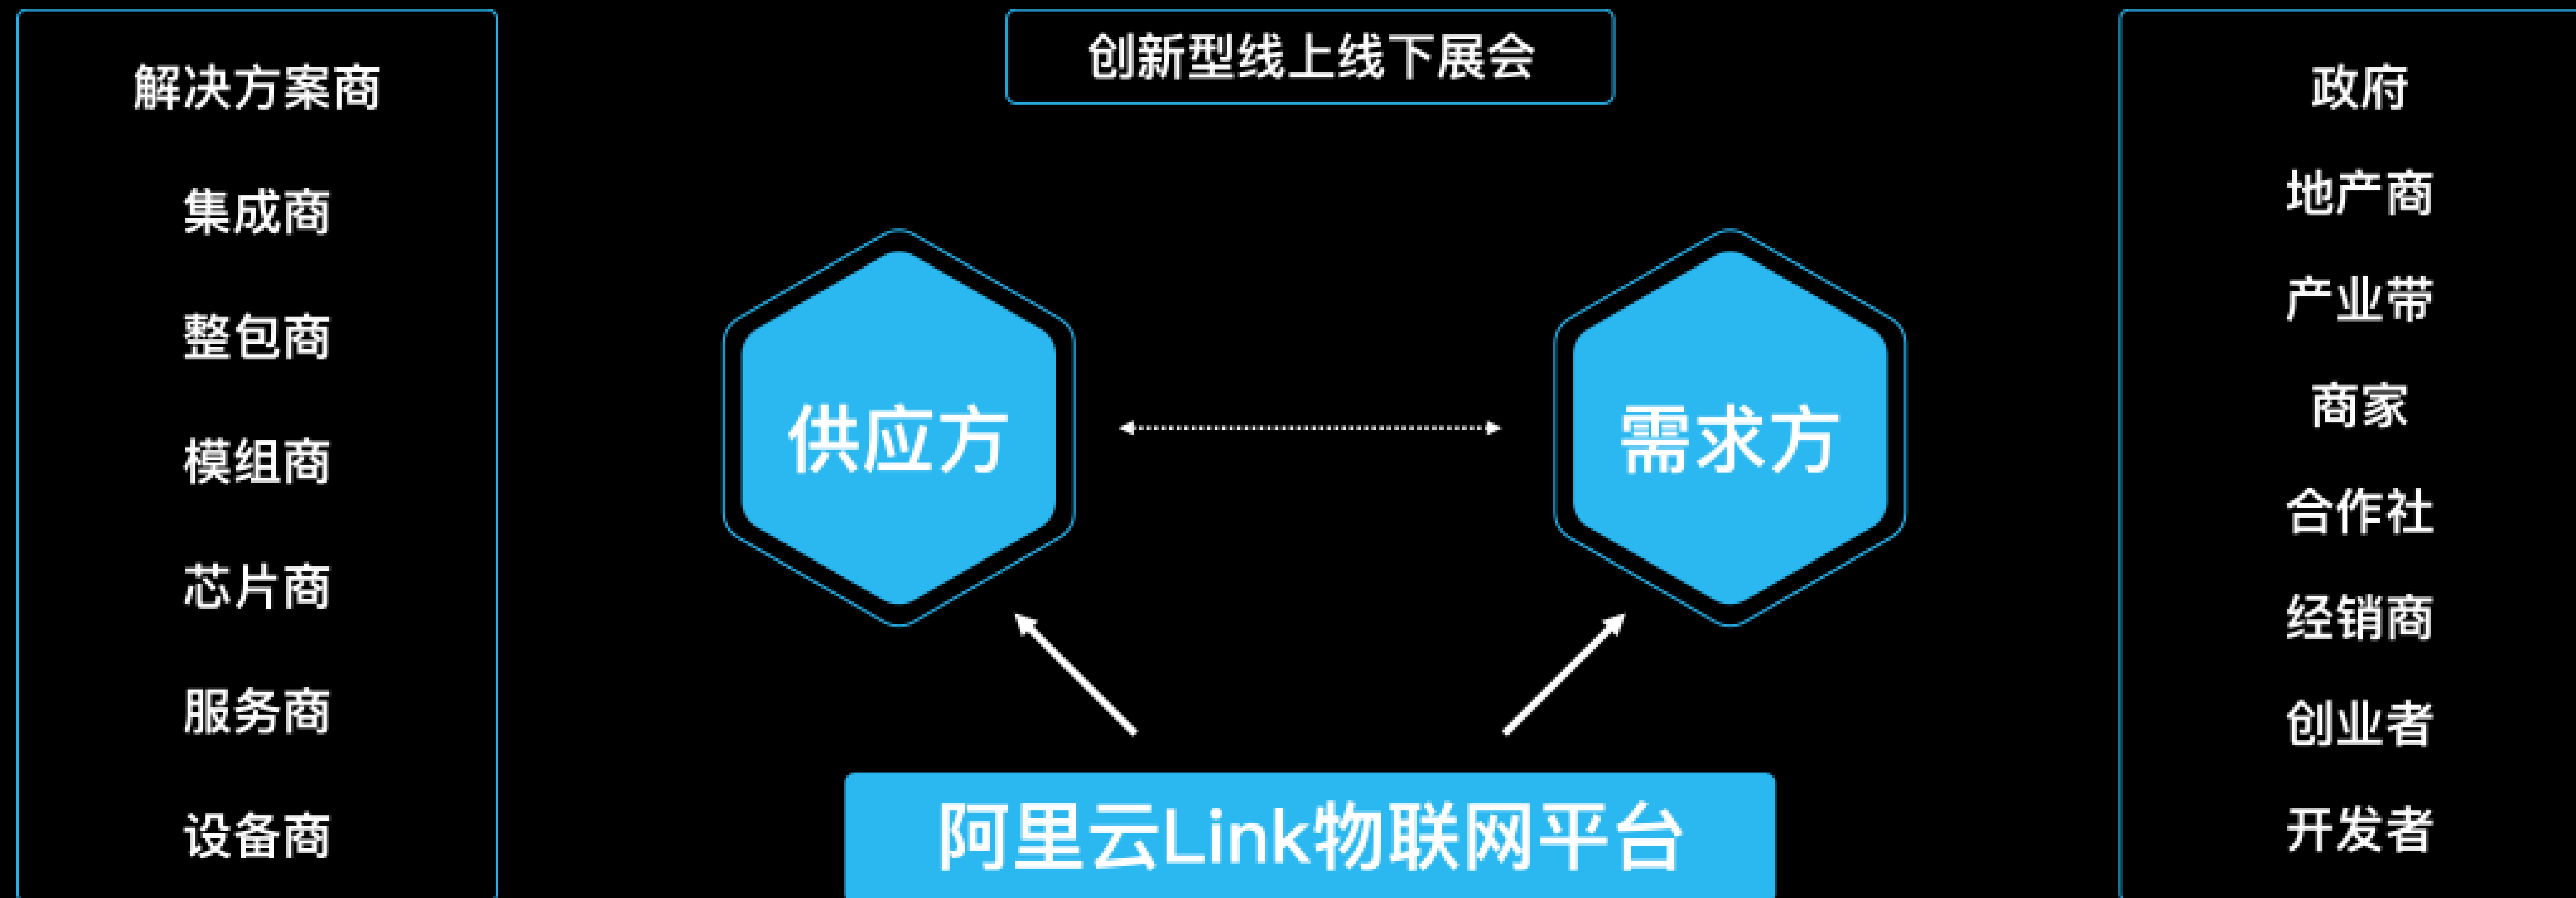 解决方案商
集成商
整包商
模组商
芯片商
服务商
设备商
创新型线上线下展会
供应方
需求方
阿里云Link物联网平台
政府
地产商
产业带
商家
合作社
经销商
创业者
开发者